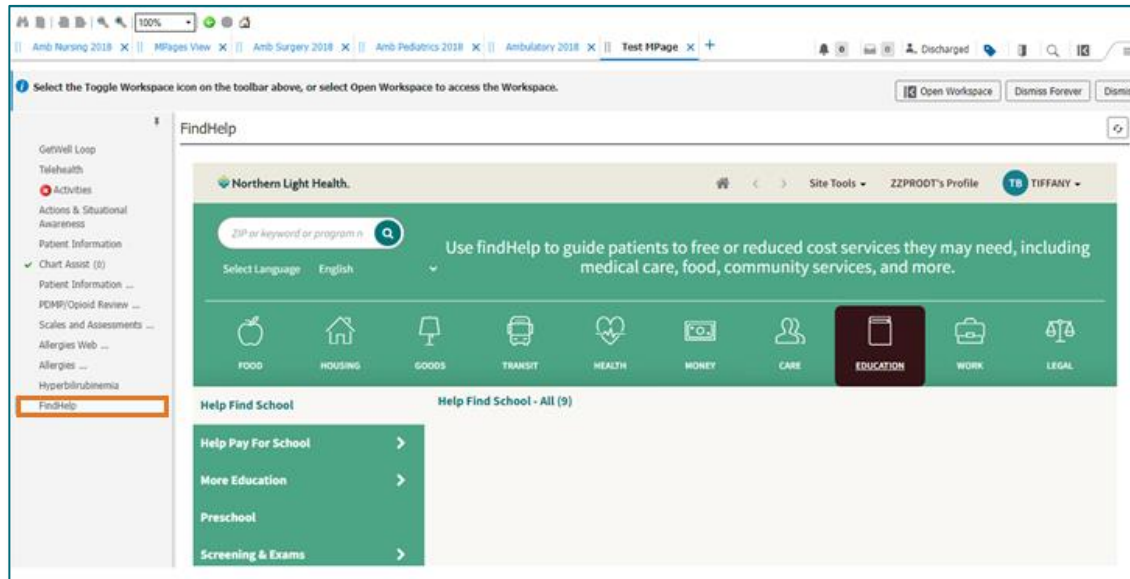 100%
Amb Nursing 2018 MPages View Amb Surgery 2018 Amb Pediatrics 2018 Ambulatory 2018 Test MPage
0 0 Discharged
Select the Toggle Workspace icon on the toolbar above, or select Open Workspace to access the Workspace.
Open Workspace Dismiss Forever Dismis
FindHelp
GetWell Loop
Telehealth
Activities
Actions & Situational
Awareness
Patient Information
Chart Assist (0)
Patient Information ...
PDMP/Opioid Review ...
Scales and Assessments ...
Allergies Web ...
Allergies ...
Hyperbilirubinemia
FindHelp
Northern Light Health.
Site Tools ZZPRODT's Profile TB TIFFANY
ZIP or keyword or program n
Select Language English
Use findHelp to guide patients to free or reduced cost services they may need, including
medical care, food, community services, and more.
FOOD HOUSING GOODS TRANSIT HEALTH MONEY CARE EDUCATION WORK LEGAL
Help Find School
Help Pay For School
More Education
Preschool
Screening & Exams
Help Find School - All (9)